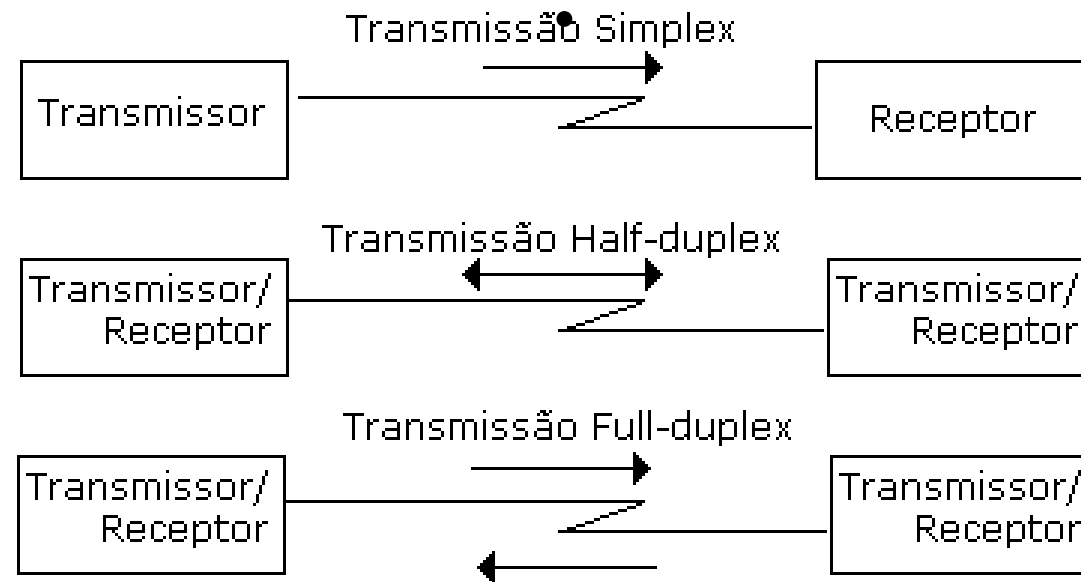 Transmissão Simplex
Transmissor
Receptor
Transmissão Half-duplex
Transmissor/
Receptor
Transmissor/
Receptor
Transmissão Full-duplex
Transmissor/
Receptor
Transmissor/
Receptor